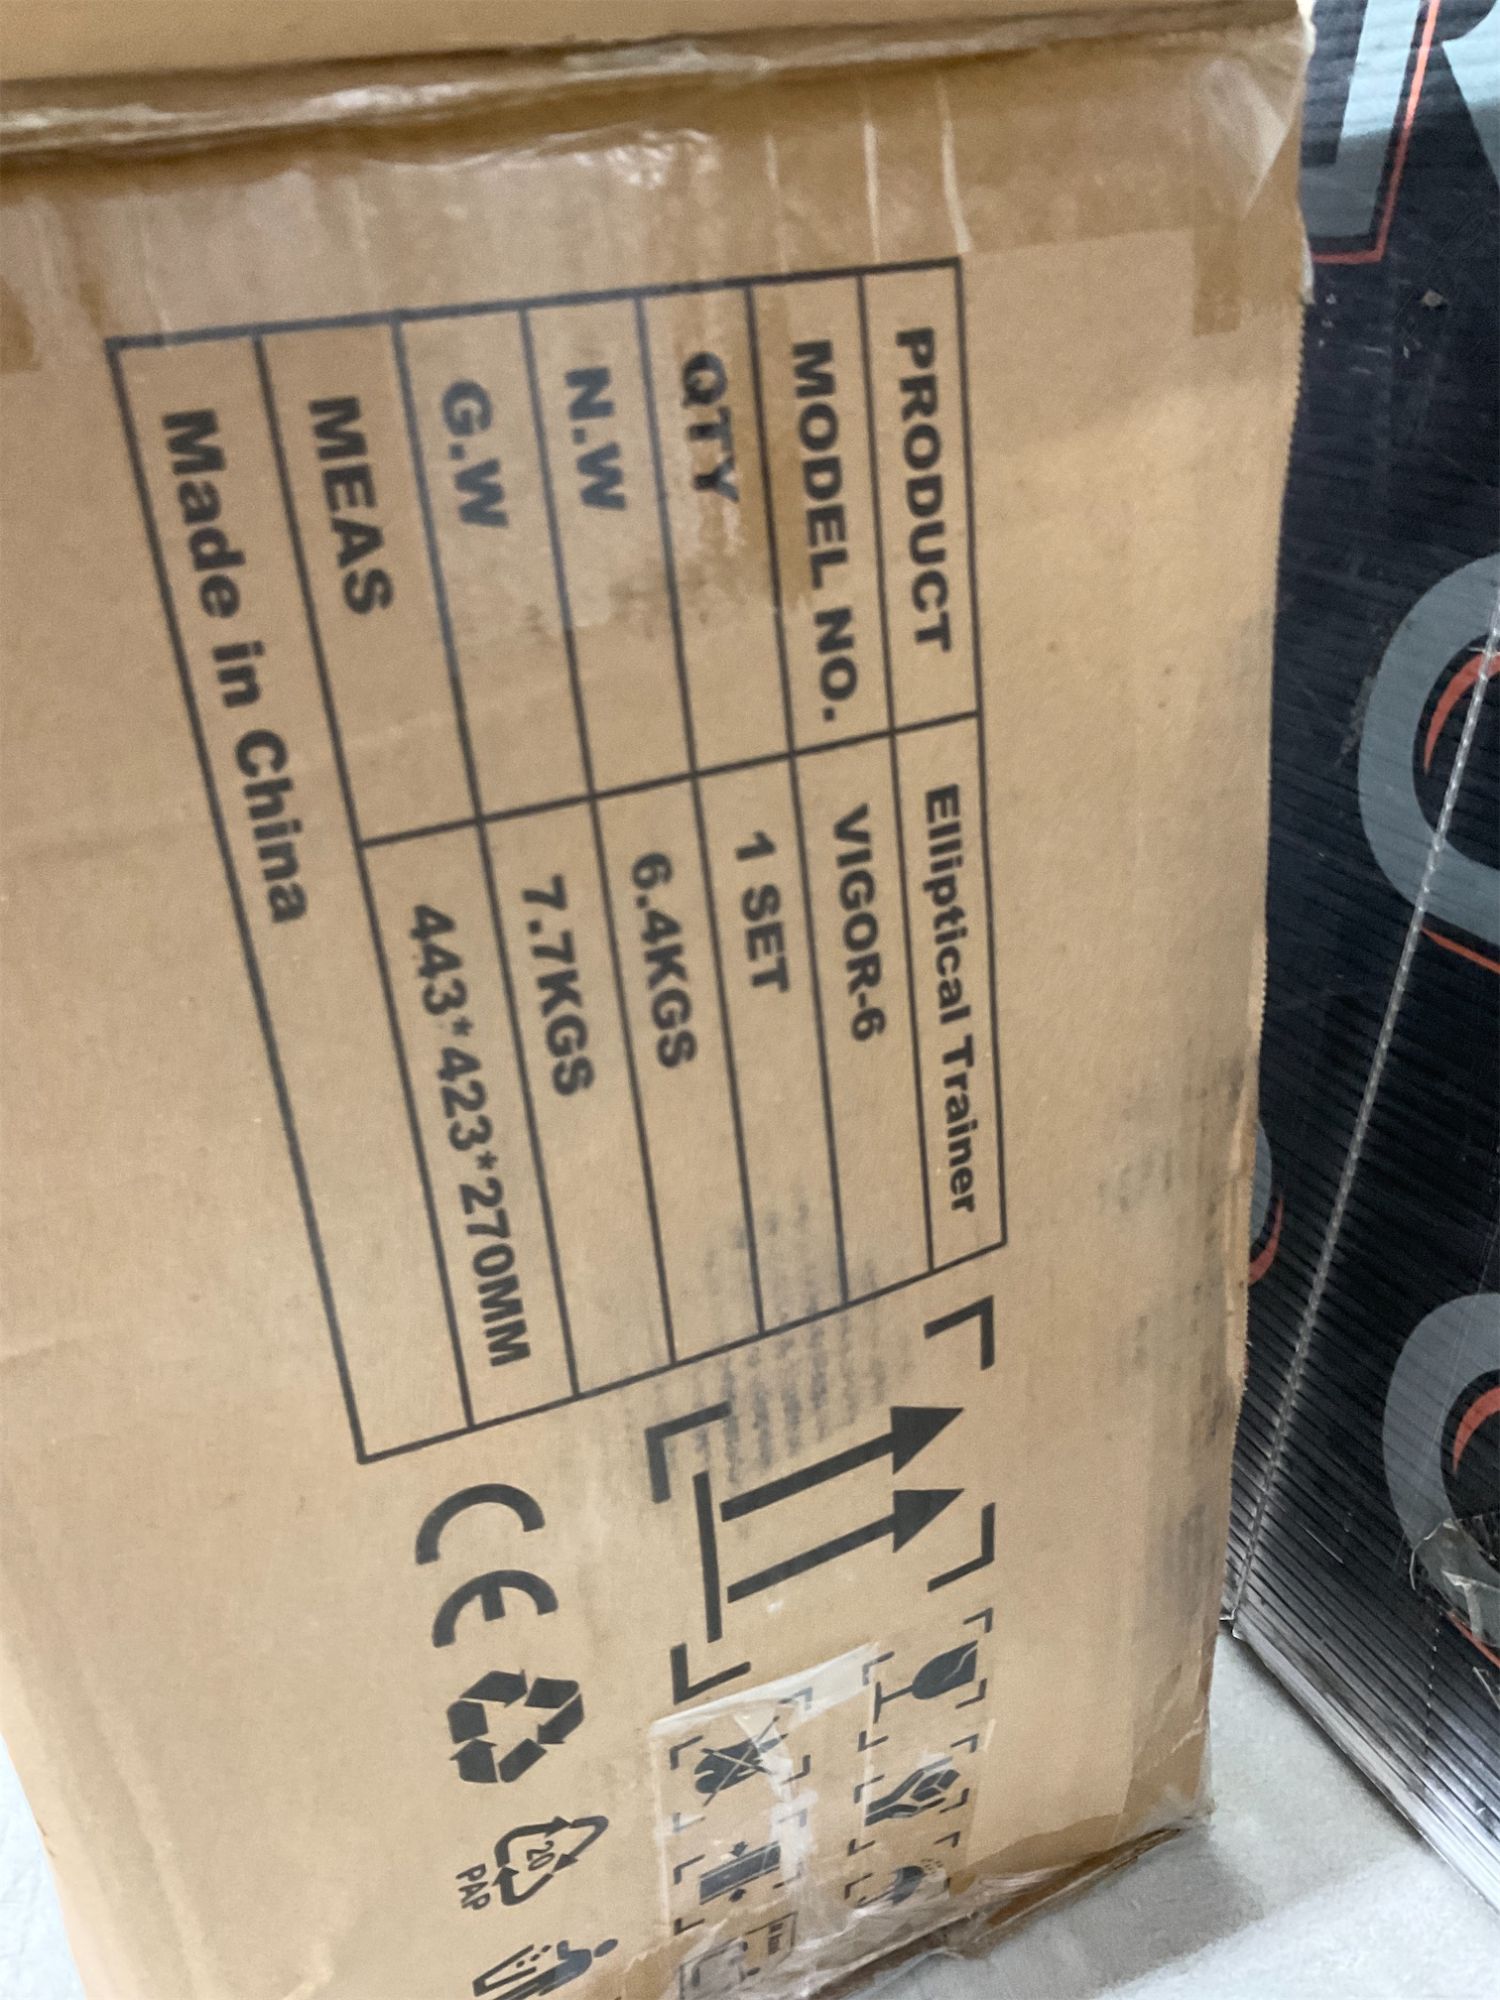 PRODUCT Elliptical Trainer
MODEL NO. VIGOR-6
QTY 1 SET
N.W 6.4KGS
G.W 7.7KGS
MEAS 443*423*270MM
Made in China
CE
20
PAP